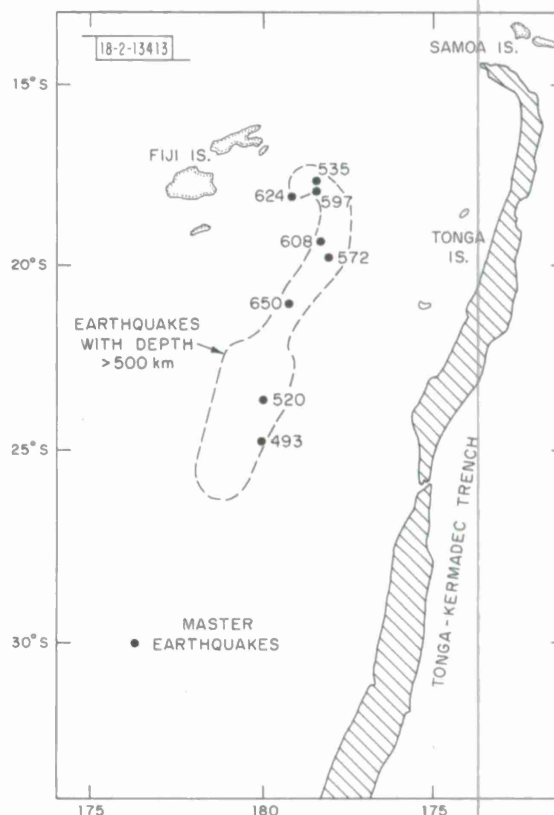 18-2-13413
SAMOA IS.
15°S
FIJI IS.
535
624
597
608
TONGA
IS.
572
20°S
650
EARTHQUAKES
WITH DEPTH
>500 km
520
493
25°S
TONGA-KERMADEC TRENCH
MASTER
EARTHQUAKES
30°S
175
180
175